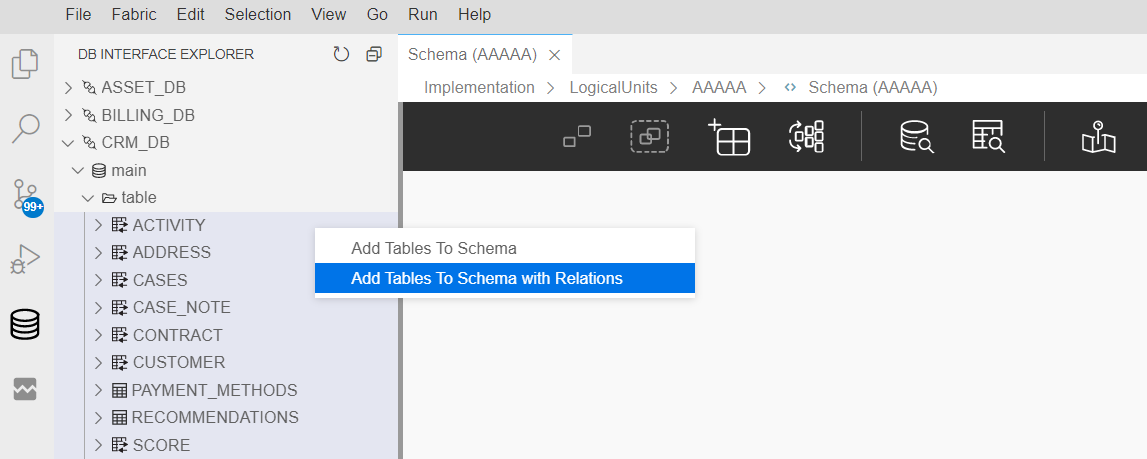 File Fabric Edit Selection View Go Run Help
DB INTERFACE EXPLORER
ASSET_DB
BILLING_DB
CRM_DB
main
table
ACTIVITY
ADDRESS
CASES
CASE_NOTE
CONTRACT
CUSTOMER
PAYMENT_METHODS
RECOMMENDATIONS
SCORE
99+
Schema (AAAAA)
Implementation LogicalUnits AAAAA Schema (AAAAA)
Add Tables To Schema
Add Tables To Schema with Relations